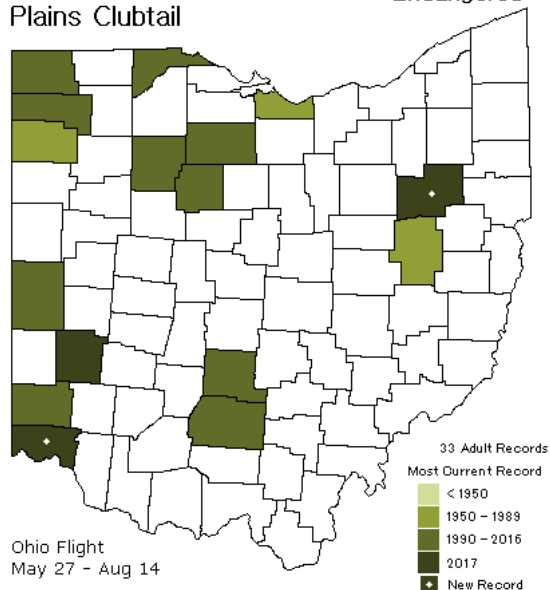 Plains Clubtail
33 Adult Records
Most Current Record
< 1950
1950 - 1989
1990 - 2016
2017
New Record
Ohio Flight
May 27 - Aug 14